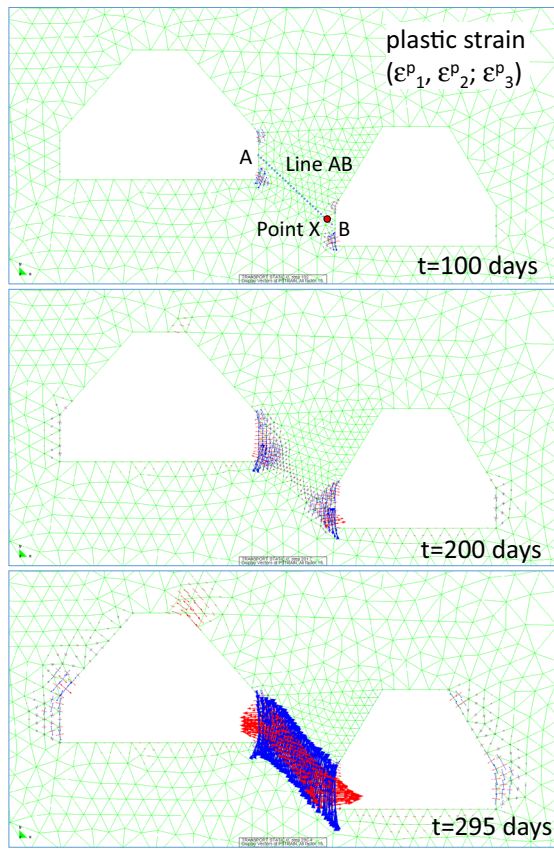 plastic strain
(εᵖ₁, εᵖ₂; εᵖ₃)
A
Line AB
Point X
B
t=100 days
t=200 days
t=295 days